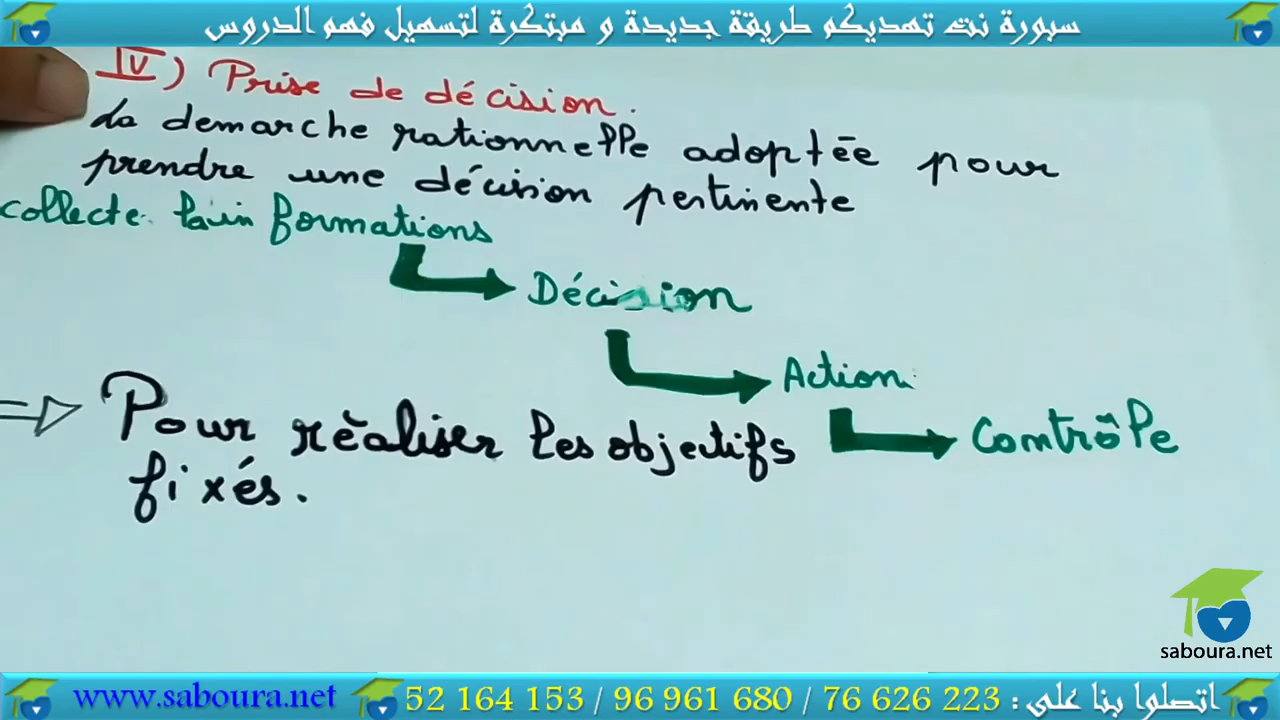 سبورة نت تهديكم طريقة جديدة و مبتكرة لتسهيل فهم الدروس
IV) Prise de décision.
La demarche rationnelle adoptée pour
prendre une décision pertinente
collecte. l'informations
Décision
Action
Contrôle
⇒ Pour réaliser les objectifs
fixés.
saboura.net
www.saboura.net 52 164 153 / 96 961 680 / 76 626 223 : اتصلوا بنا على